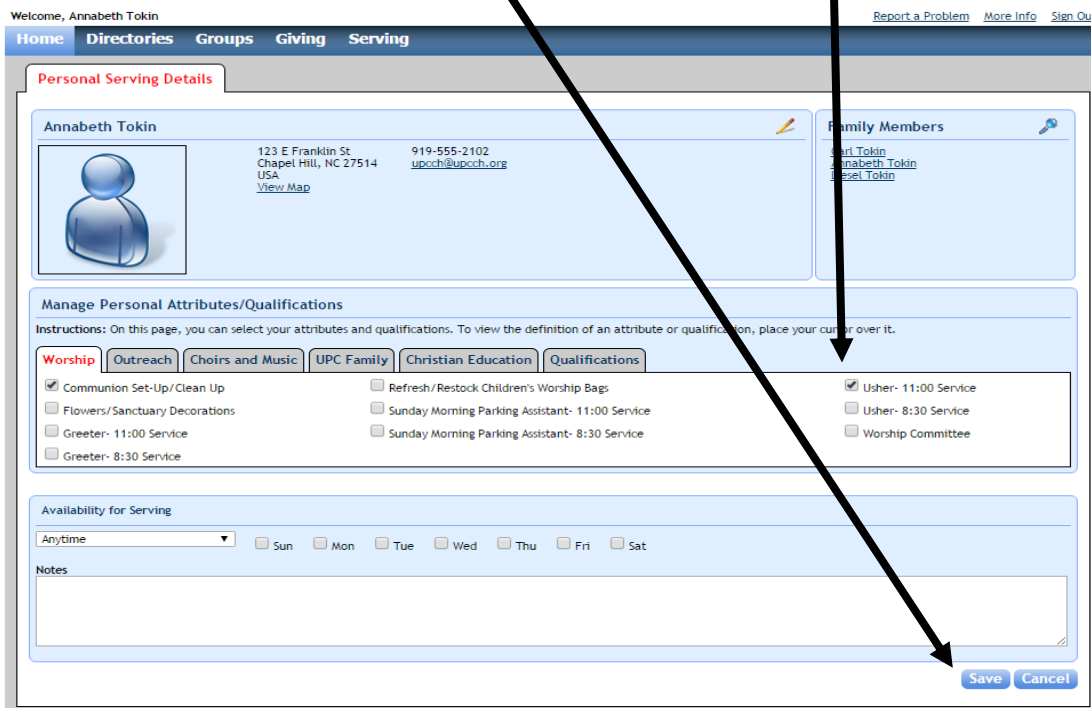 Welcome, Annabeth Tokin
Report a Problem More Info Sign Ou
Home Directories Groups Giving Serving
Personal Serving Details
Annabeth Tokin
123 E Franklin St
Chapel Hill, NC 27514
USA
View Map
919-555-2102
upcch@upcch.org
Family Members
Carl Tokin
Annabeth Tokin
Diesel Tokin
Manage Personal Attributes/Qualifications
Instructions: On this page, you can select your attributes and qualifications. To view the definition of an attribute or qualification, place your cursor over it.
Worship Outreach Choirs and Music UPC Family Christian Education Qualifications
Communion Set-Up/Clean Up
Flowers/Sanctuary Decorations
Greeter- 11:00 Service
Greeter- 8:30 Service
Refresh/Restock Children's Worship Bags
Sunday Morning Parking Assistant- 11:00 Service
Sunday Morning Parking Assistant- 8:30 Service
Usher- 11:00 Service
Usher- 8:30 Service
Worship Committee
Availability for Serving
Anytime Sun Mon Tue Wed Thu Fri Sat
Notes
Save Cancel